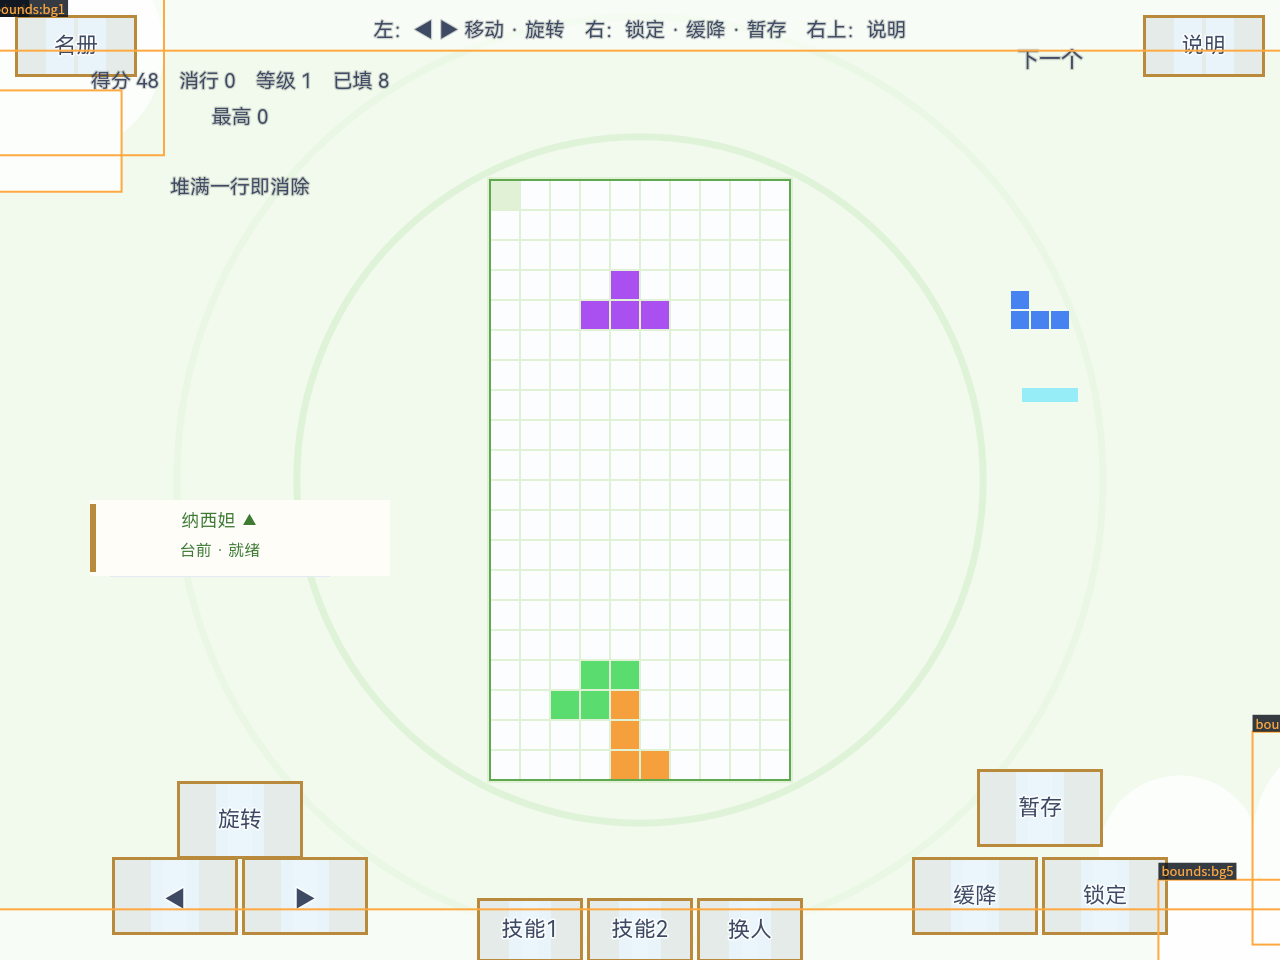 ounds:bg1
名册
左：◀ ▶ 移动 · 旋转 右：锁定 · 缓降 · 暂存 右上：说明
说明
下一个
得分 48 消行 0 等级 1 已填 8
最高 0
堆满一行即消除
纳西妲 ▲
台前 · 就绪
bou
旋转
暂存
bounds:bg5
◀
▶
缓降
锁定
技能1
技能2
换人